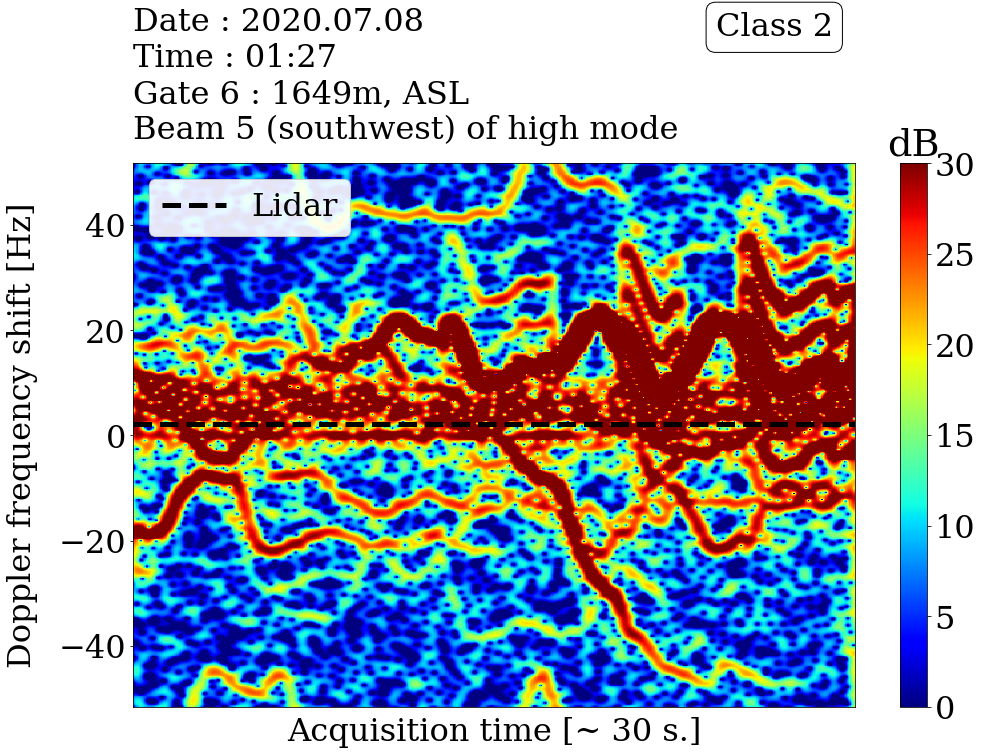 Date : 2020.07.08
Time : 01:27
Gate 6 : 1649m, ASL
Beam 5 (southwest) of high mode
Class 2
dB
Lidar
Doppler frequency shift [Hz]
40
20
0
−20
−40
30
25
20
15
10
5
0
Acquisition time [~ 30 s.]